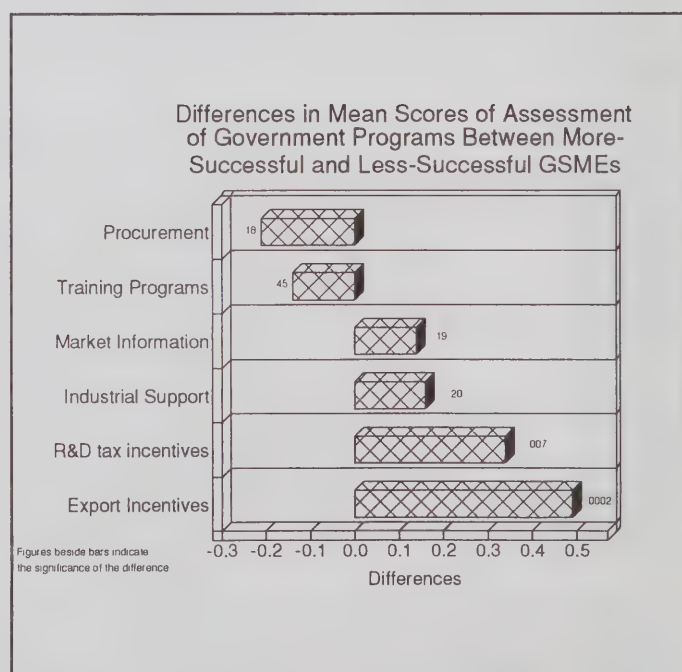 Differences in Mean Scores of Assessment
of Government Programs Between More-
Successful and Less-Successful GSMEs
Procurement
18
Training Programs
45
Market Information
19
Industrial Support
20
R&D tax incentives
007
Export Incentives
0002
-0.3 -0.2 -0.1 0.0 0.1 0.2 0.3 0.4 0.5
Differences
Figures beside bars indicate
the significance of the difference